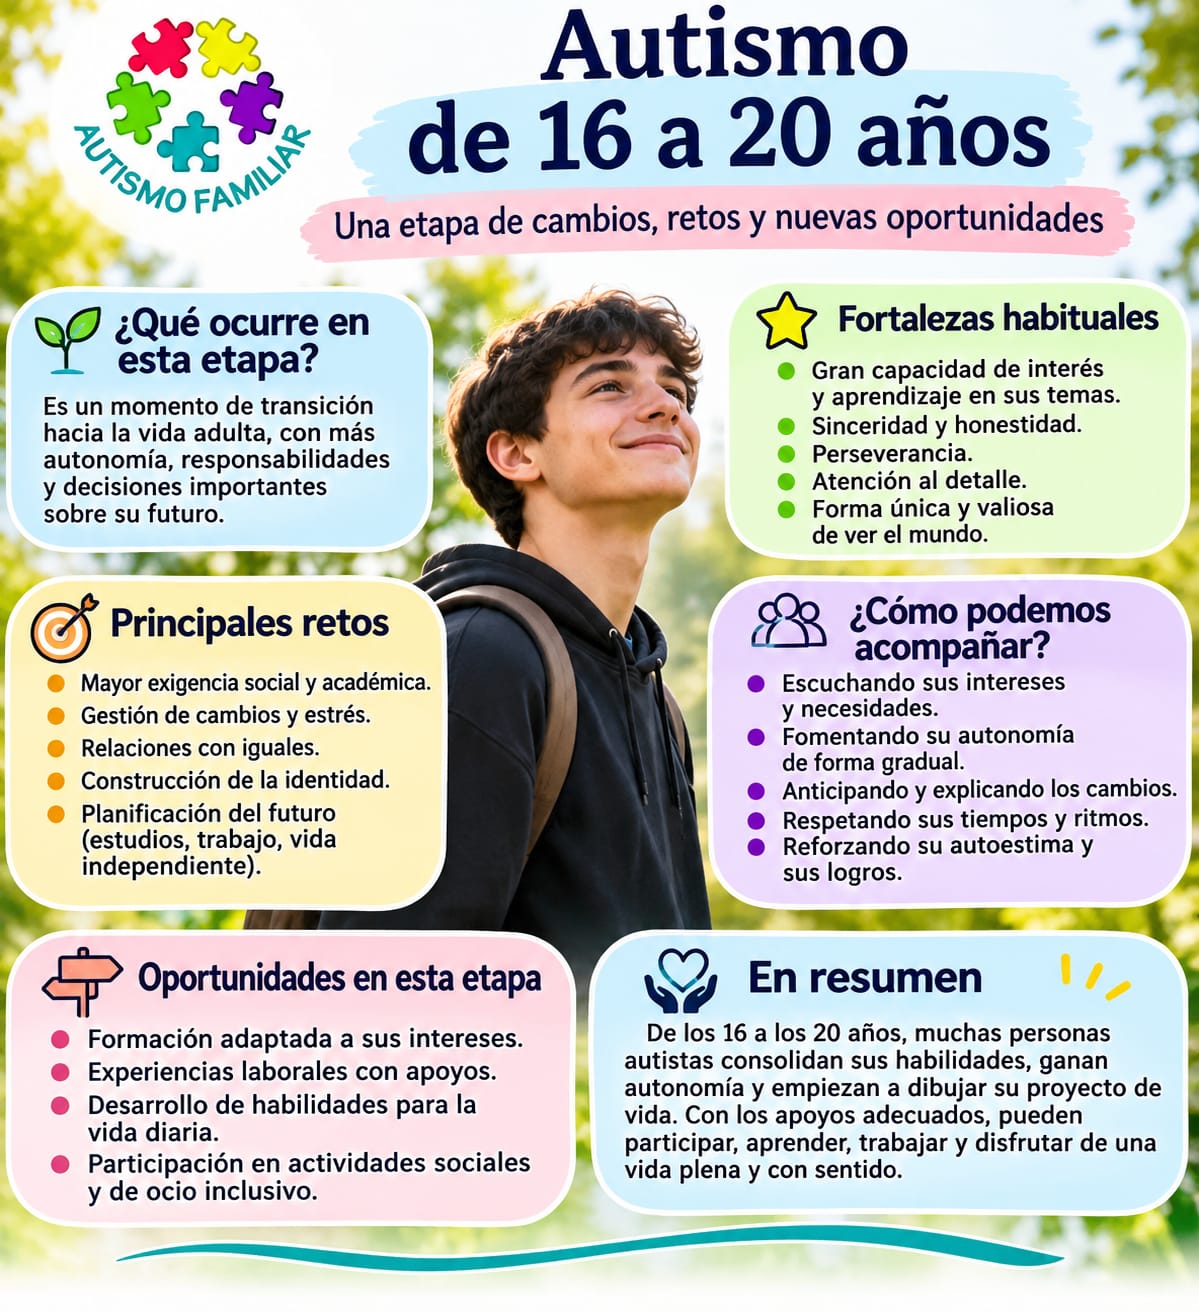 AUTISMO FAMILIAR
Autismo
de 16 a 20 años
Una etapa de cambios, retos y nuevas oportunidades
¿Qué ocurre en
esta etapa?
Es un momento de transición
hacia la vida adulta, con más
autonomía, responsabilidades
y decisiones importantes
sobre su futuro.
Fortalezas habituales
Gran capacidad de interés
y aprendizaje en sus temas.
Sinceridad y honestidad.
Perseverancia.
Atención al detalle.
Forma única y valiosa
de ver el mundo.
Principales retos
Mayor exigencia social y académica.
Gestión de cambios y estrés.
Relaciones con iguales.
Construcción de la identidad.
Planificación del futuro
(estudios, trabajo, vida
independiente).
¿Cómo podemos
acompañar?
Escuchando sus intereses
y necesidades.
Fomentando su autonomía
de forma gradual.
Anticipando y explicando los cambios.
Respetando sus tiempos y ritmos.
Reforzando su autoestima y
sus logros.
Oportunidades en esta etapa
Formación adaptada a sus intereses.
Experiencias laborales con apoyos.
Desarrollo de habilidades para la
vida diaria.
Participación en actividades sociales
y de ocio inclusivo.
En resumen
De los 16 a los 20 años, muchas personas
autistas consolidan sus habilidades, ganan
autonomía y empiezan a dibujar su proyecto de
vida. Con los apoyos adecuados, pueden
participar, aprender, trabajar y disfrutar de una
vida plena y con sentido.